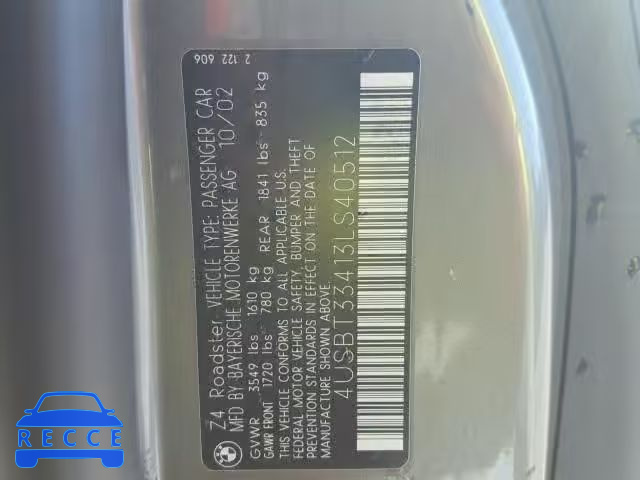 Z4 Roadster VEHICLE TYPE: PASSENGER CAR
MFD BY BAYERISCHE MOTORENWERKE AG 10/02
GVWR 3549 lbs 1610 kg
GAWR FRONT 1720 lbs 780 kg REAR 1841 lbs - 835 kg
THIS VEHICLE CONFORMS TO ALL APPLICABLE U.S.
FEDERAL MOTOR VEHICLE SAFETY, BUMPER AND THEFT
PREVENTION STANDARDS IN EFFECT ON THE DATE OF
MANUFACTURE SHOWN ABOVE.
4USBT33413LS40512
2 122 606
BMW
RECCE